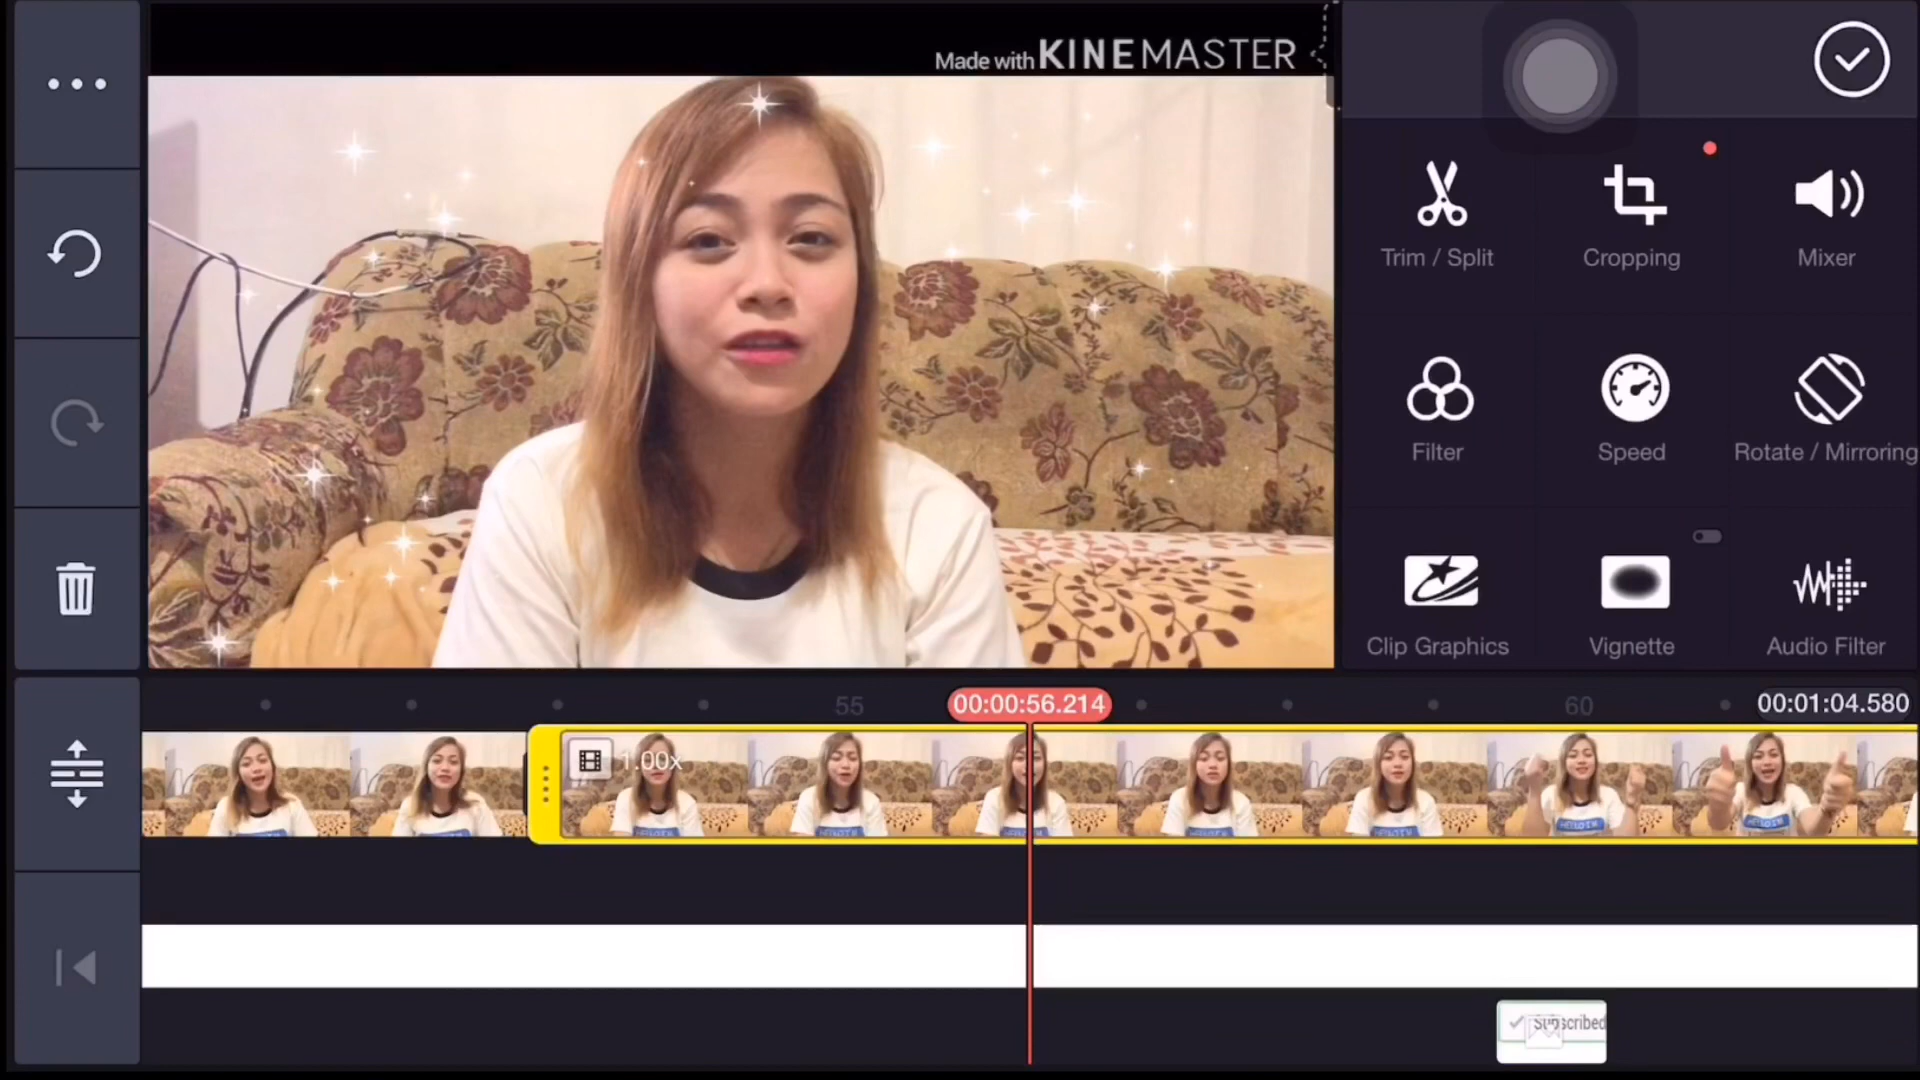 Made with KINEMASTER
Trim / Split
Cropping
Mixer
Filter
Speed
Rotate / Mirroring
Clip Graphics
Vignette
Audio Filter
55
00:00:56.214
60
00:01:04.580
1.00x
Subscribed